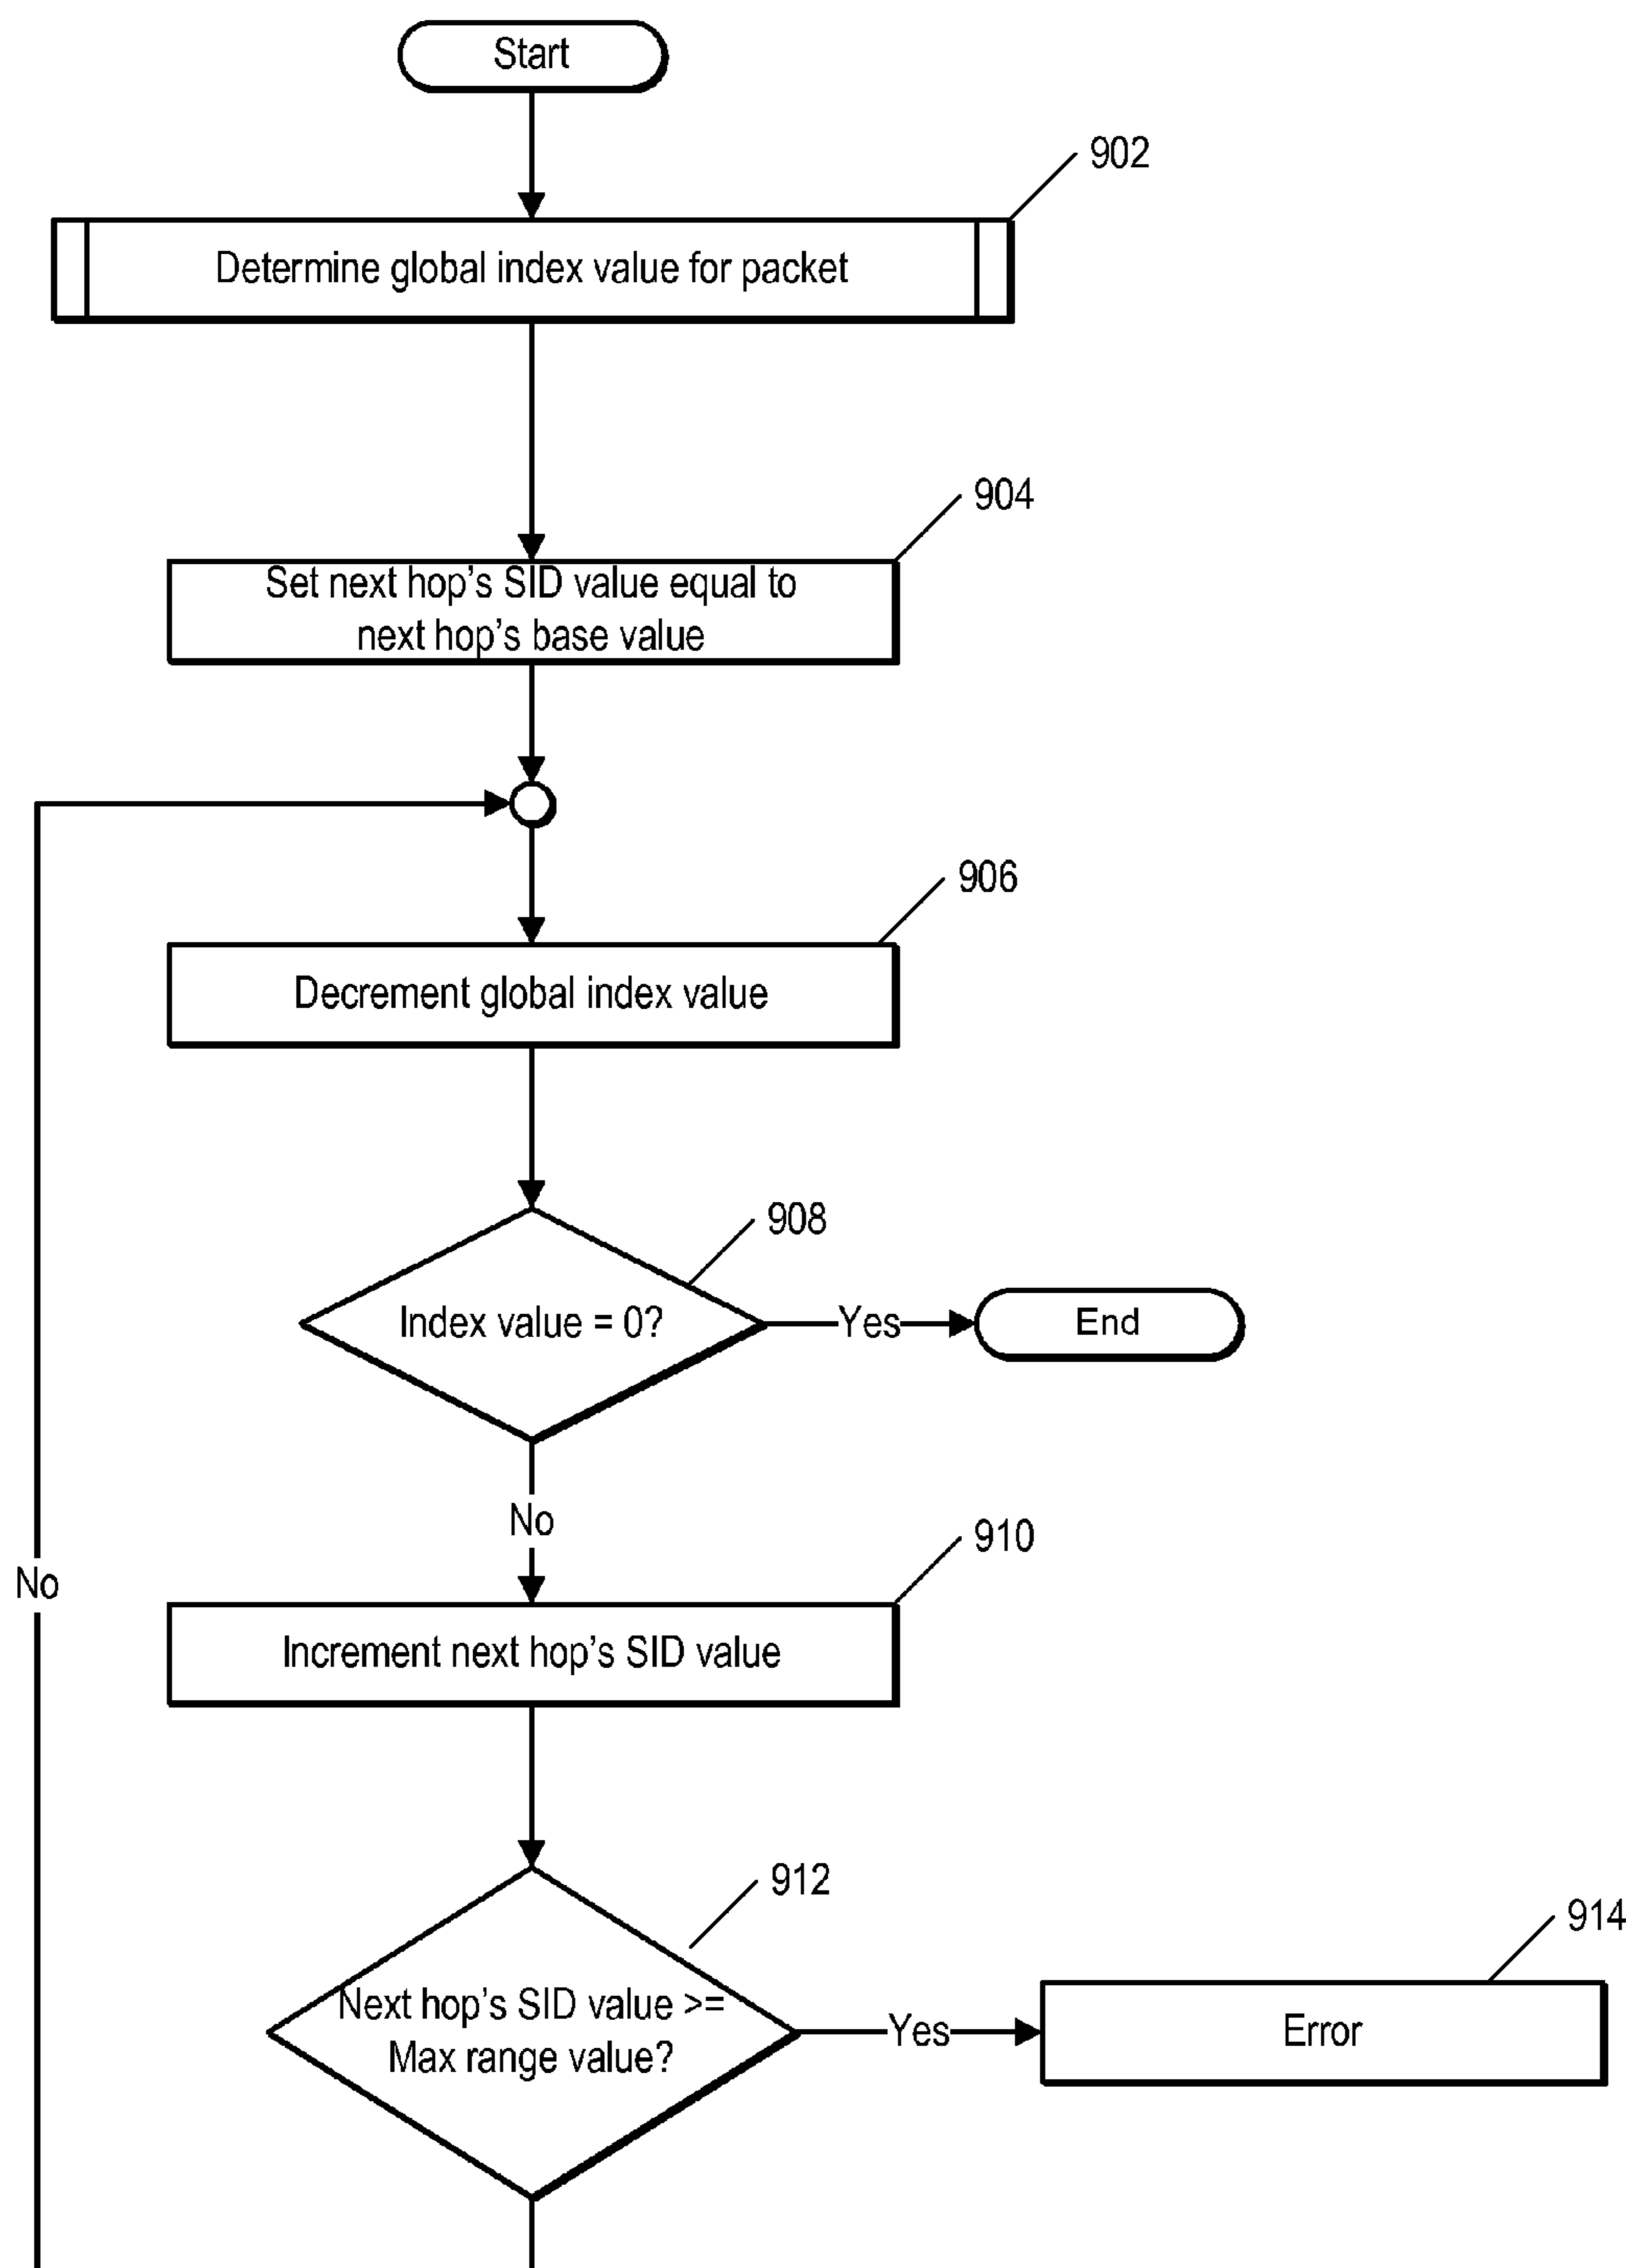 Start
902
Determine global index value for packet
904
Set next hop's SID value equal to
next hop's base value
906
Decrement global index value
908
Index value = 0?
Yes
End
No
910
No
Increment next hop's SID value
912
914
Next hop's SID value >=
Max range value?
Yes
Error